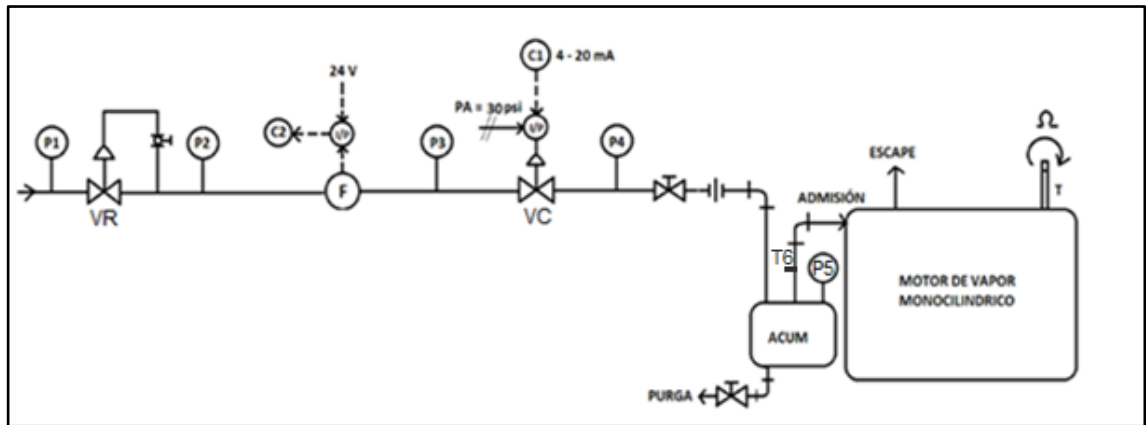 C1 4 - 20 mA
24 V
PA = 30 psi
I/P
C2
I/P
P1
P2
P3
P4
F
VR
VC
ESCAPE
Ω
T
ADMISIÓN
T6
P5
MOTOR DE VAPOR
MONOCILINDRICO
ACUM
PURGA